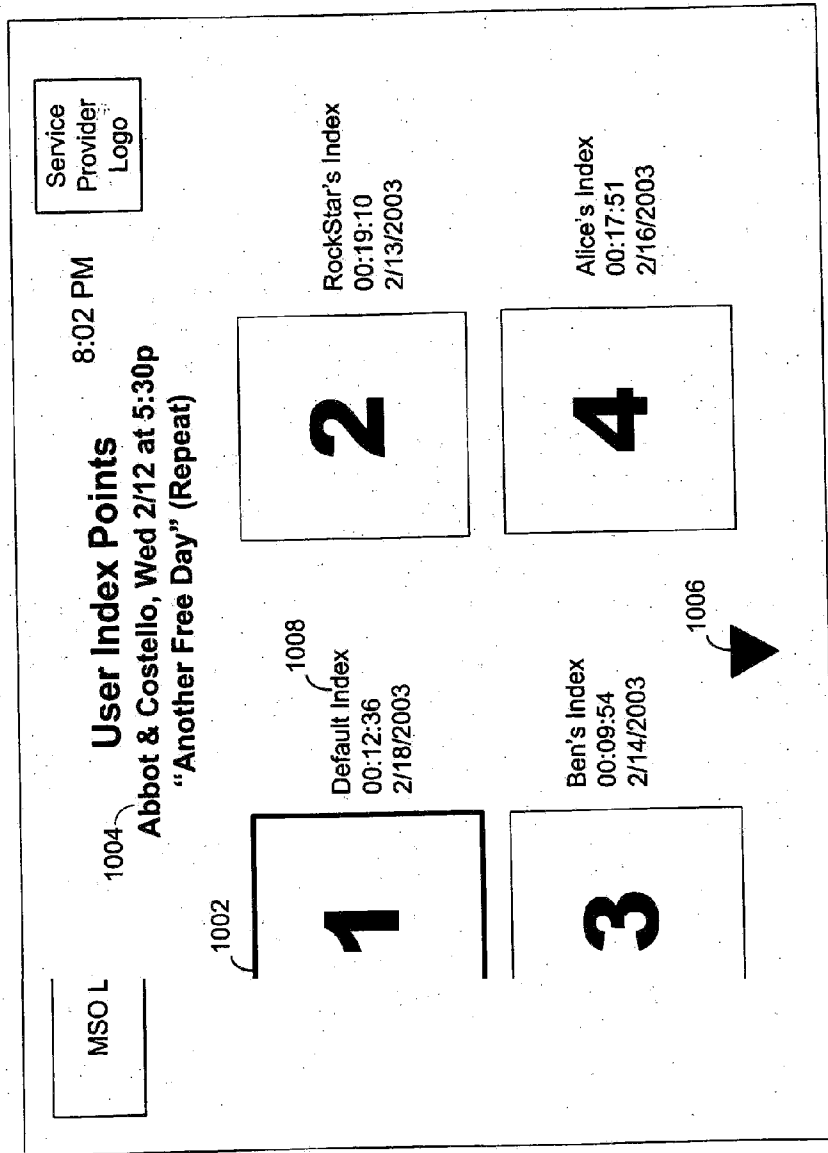 MSO L
User Index Points
8:02 PM
Service
Provider
Logo
1004
Abbot & Costello, Wed 2/12 at 5:30p
"Another Free Day" (Repeat)
1002
1
1008
Default Index
00:12:36
2/18/2003
2
RockStar's Index
00:19:10
2/13/2003
3
Ben's Index
00:09:54
2/14/2003
4
Alice's Index
00:17:51
2/16/2003
1006